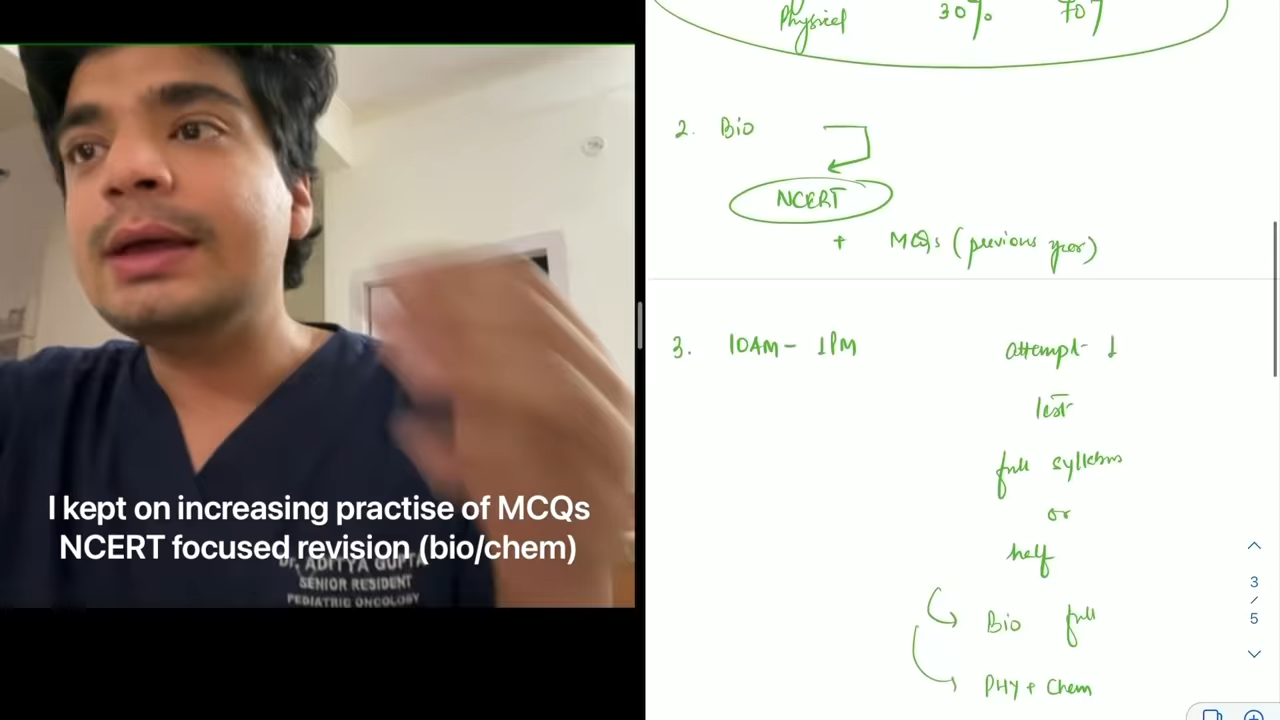 I kept on increasing practise of MCQs
NCERT focused revision (bio/chem)
Dr. ADITYA GUPTA
SENIOR RESIDENT
PEDIATRIC ONCOLOGY
Physical 30% 70%
2. Bio
NCERT
+ MCQs (previous year)
3. 10AM - 1PM attempt 1
test
full syllabus
or
half
Bio full
PHY + Chem
3
/
5